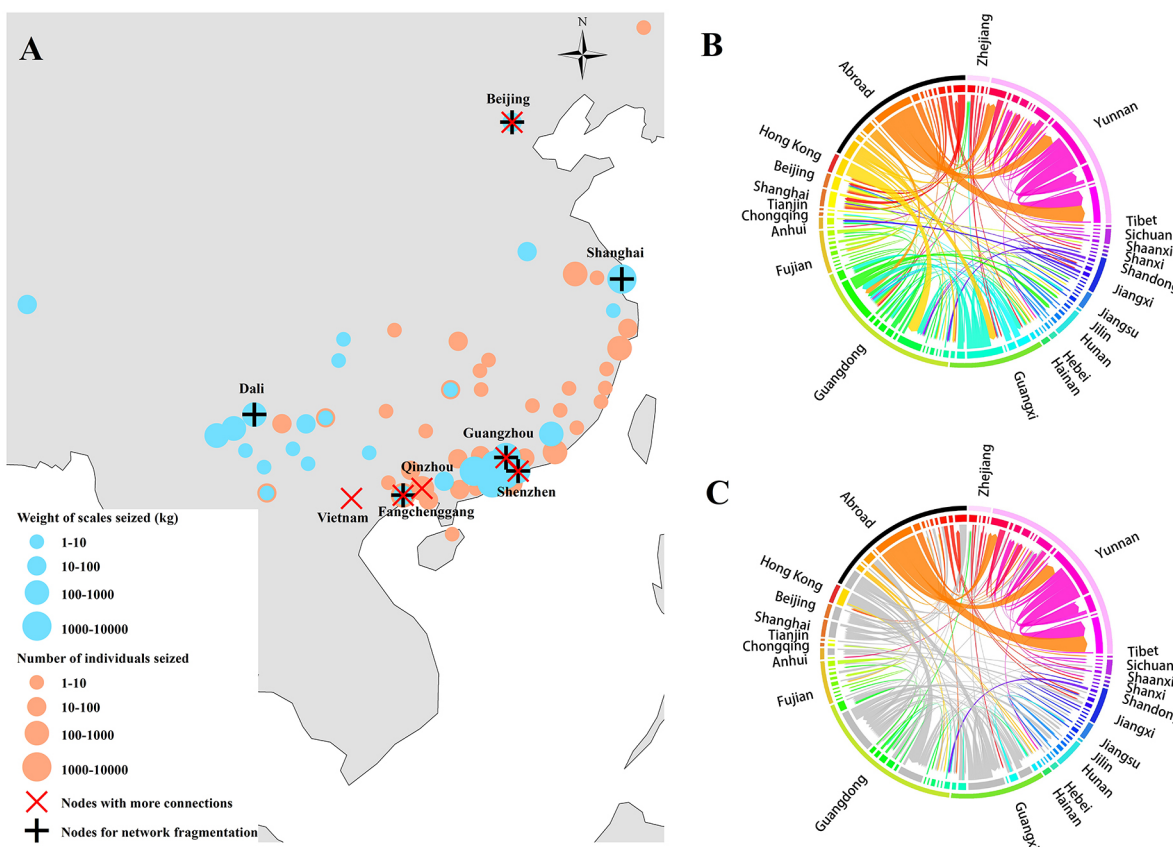 A
N
Beijing
Shanghai
Dali
Guangzhou
Qinzhou
Shenzhen
Fangchenggang
Vietnam
Weight of scales seized (kg)
1-10
10-100
100-1000
1000-10000
Number of individuals seized
1-10
10-100
100-1000
1000-10000
Nodes with more connections
Nodes for network fragmentation
B
Zhejiang
Abroad
Yunnan
Hong Kong
Beijing
Shanghai
Tianjin
Chongqing
Anhui
Fujian
Guangdong
Tibet
Sichuan
Shaanxi
Shanxi
Shandong
Jiangxi
Jiangsu
Jilin
Hunan
Hebei
Hainan
Guangxi
C
Zhejiang
Abroad
Yunnan
Hong Kong
Beijing
Shanghai
Tianjin
Chongqing
Anhui
Fujian
Guangdong
Tibet
Sichuan
Shaanxi
Shanxi
Shandong
Jiangxi
Jiangsu
Jilin
Hunan
Hebei
Hainan
Guangxi